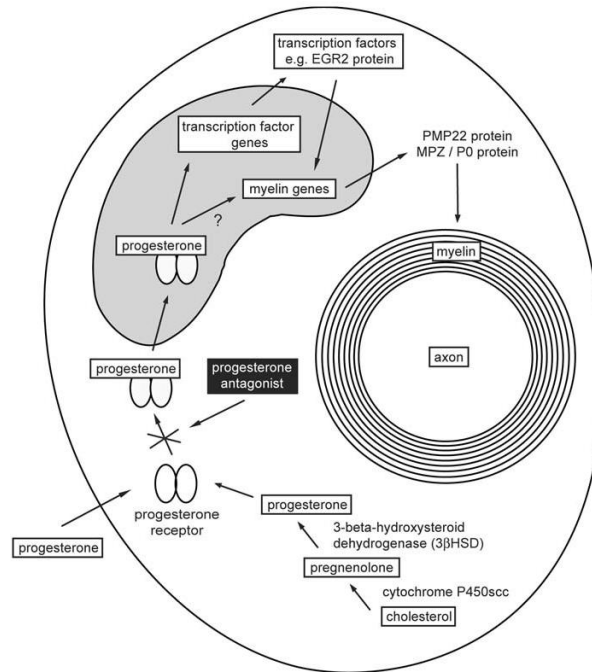 transcription factors
e.g. EGR2 protein
transcription factor
genes
PMP22 protein
MPZ / P0 protein
myelin genes
?
progesterone
myelin
progesterone
progesterone
antagonist
axon
progesterone
receptor
progesterone
progesterone
3-beta-hydroxysteroid
dehydrogenase (3βHSD)
pregnenolone
cytochrome P450scc
cholesterol